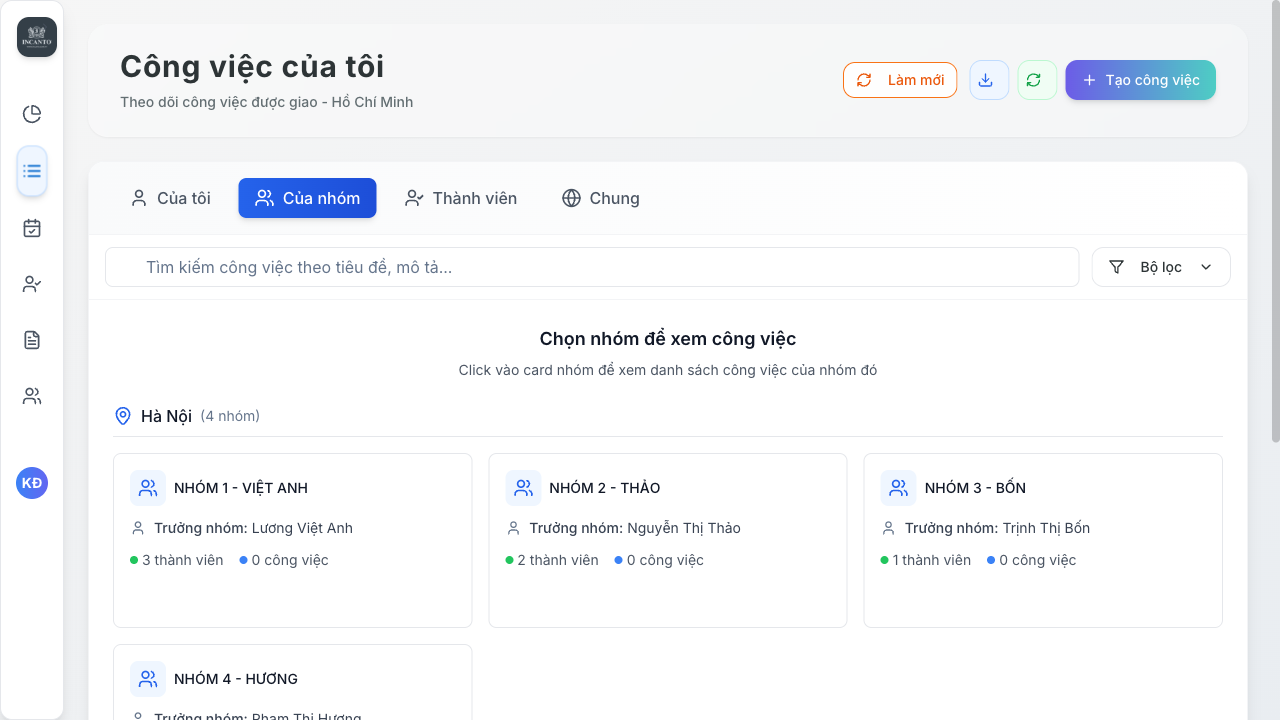 INCANTO
Công việc của tôi
Theo dõi công việc được giao - Hồ Chí Minh
Làm mới
Tạo công việc
Của tôi
Của nhóm
Thành viên
Chung
Tìm kiếm công việc theo tiêu đề, mô tả...
Bộ lọc
Chọn nhóm để xem công việc
Click vào card nhóm để xem danh sách công việc của nhóm đó
Hà Nội (4 nhóm)
NHÓM 1 - VIỆT ANH
Trưởng nhóm: Lương Việt Anh
3 thành viên 0 công việc
NHÓM 2 - THẢO
Trưởng nhóm: Nguyễn Thị Thảo
2 thành viên 0 công việc
NHÓM 3 - BỐN
Trưởng nhóm: Trịnh Thị Bốn
1 thành viên 0 công việc
NHÓM 4 - HƯƠNG
Trưởng nhóm: Phạm Thị Hương
KĐ